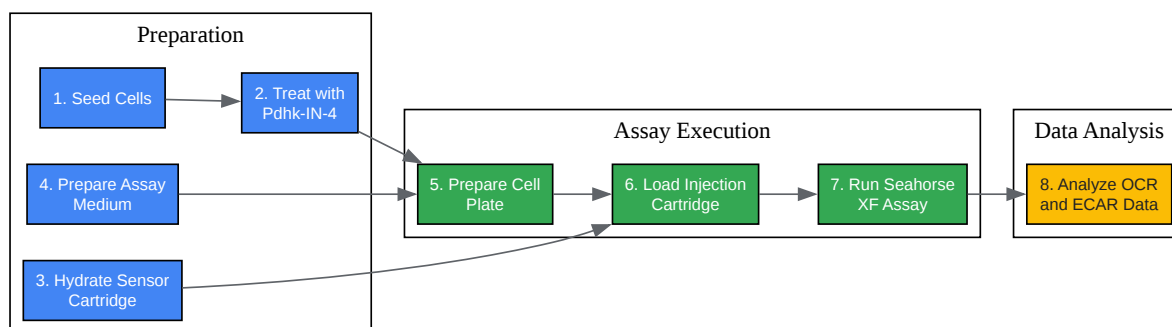 Preparation
1. Seed Cells
2. Treat with
Pdhk-IN-4
4. Prepare Assay
Medium
3. Hydrate Sensor
Cartridge
Assay Execution
5. Prepare Cell
Plate
6. Load Injection
Cartridge
7. Run Seahorse
XF Assay
Data Analysis
8. Analyze OCR
and ECAR Data